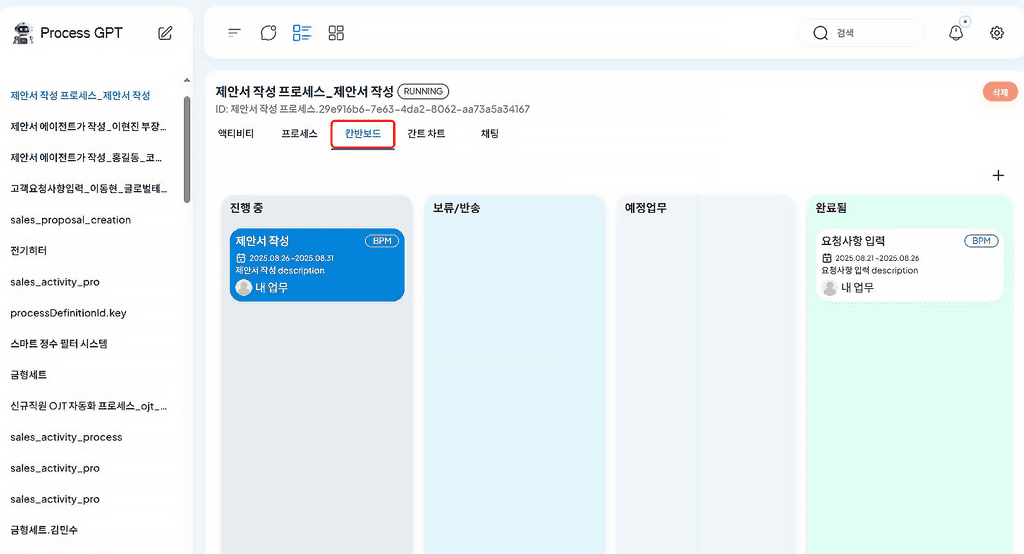 Process GPT
제안서 작성 프로세스_제안서 작성
제안서 에이전트가 작성_이현진 부장...
제안서 에이전트가 작성_홍길동_코...
고객요청사항입력_이동현_글로벌테...
sales_proposal_creation
전기히터
sales_activity_pro
processDefinitionId.key
스마트 정수 필터 시스템
금형세트
신규직원 OJT 자동화 프로세스_ojt_...
sales_activity_process
sales_activity_pro
sales_activity_pro
금형세트.김민수
검색
제안서 작성 프로세스_제안서 작성 RUNNING
삭제
ID: 제안서 작성 프로세스.29e916b6-7e63-4da2-8062-aa73a5a34167
액티비티 프로세스 칸반보드 간트 차트 채팅
진행 중
제안서 작성 BPM
2025.08.26~2025.08.31
제안서 작성 description
내 업무
보류/반송
예정업무
완료됨
요청사항 입력 BPM
2025.08.21~2025.08.26
요청사항 입력 description
내 업무